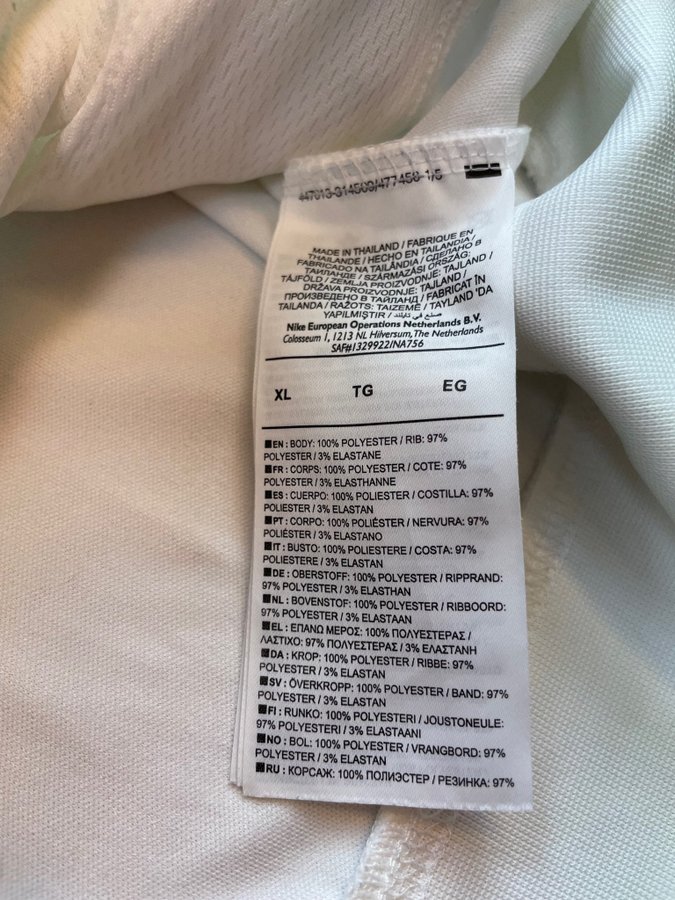 447613-314569/477458-1/5
MADE IN THAILAND / FABRIQUE EN
THAILANDE / HECHO EN TAILANDIA /
FABRICADO NA TAILÂNDIA / СДЕЛАНО В
ТАИЛАНДЕ / SZÁRMAZÁSI ORSZÁG:
TÁJFÖLD / ZEMLJA PROIZVODNJE: TAJLAND /
DRŽAVA PROIZVODNJE: TAJLAND /
ПРОИЗВЕДЕНО В ТАЙЛАНД / FABRICAT ÎN
TAILANDA / RAŽOTS: TAIZEMĒ / TAYLAND 'DA
YAPILMIŞTIR / صنع في تايلند
Nike European Operations Netherlands B.V.
Colosseum 1, 1213 NL Hilversum, The Netherlands
SAF#1329922/NA756
XL TG EG
EN : BODY: 100% POLYESTER / RIB: 97%
POLYESTER / 3% ELASTANE
FR : CORPS: 100% POLYESTER / COTE: 97%
POLYESTER / 3% ELASTHANNE
ES : CUERPO: 100% POLIESTER / COSTILLA: 97%
POLIESTER / 3% ELASTAN
PT : CORPO: 100% POLIÉSTER / NERVURA: 97%
POLIÉSTER / 3% ELASTANO
IT : BUSTO: 100% POLIESTERE / COSTA: 97%
POLIESTERE / 3% ELASTAN
DE : OBERSTOFF: 100% POLYESTER / RIPPRAND:
97% POLYESTER / 3% ELASTHAN
NL : BOVENSTOF: 100% POLYESTER / RIBBOORD:
97% POLYESTER / 3% ELASTAAN
EL : ΕΠΑΝΩ ΜΕΡΟΣ: 100% ΠΟΛΥΕΣΤΕΡΑΣ /
ΛΑΣΤΙΧΟ: 97% ΠΟΛΥΕΣΤΕΡΑΣ / 3% ΕΛΑΣΤΑΝΗ
DA : KROP: 100% POLYESTER / RIBBE: 97%
POLYESTER / 3% ELASTAN
SV : ÖVERKROPP: 100% POLYESTER / BAND: 97%
POLYESTER / 3% ELASTAN
FI : RUNKO: 100% POLYESTERI / JOUSTONEULE:
97% POLYESTERI / 3% ELASTAANI
NO : BOL: 100% POLYESTER / VRANGBORD: 97%
POLYESTER / 3% ELASTAN
RU : КОРСАЖ: 100% ПОЛИЭСТЕР / РЕЗИНКА: 97%